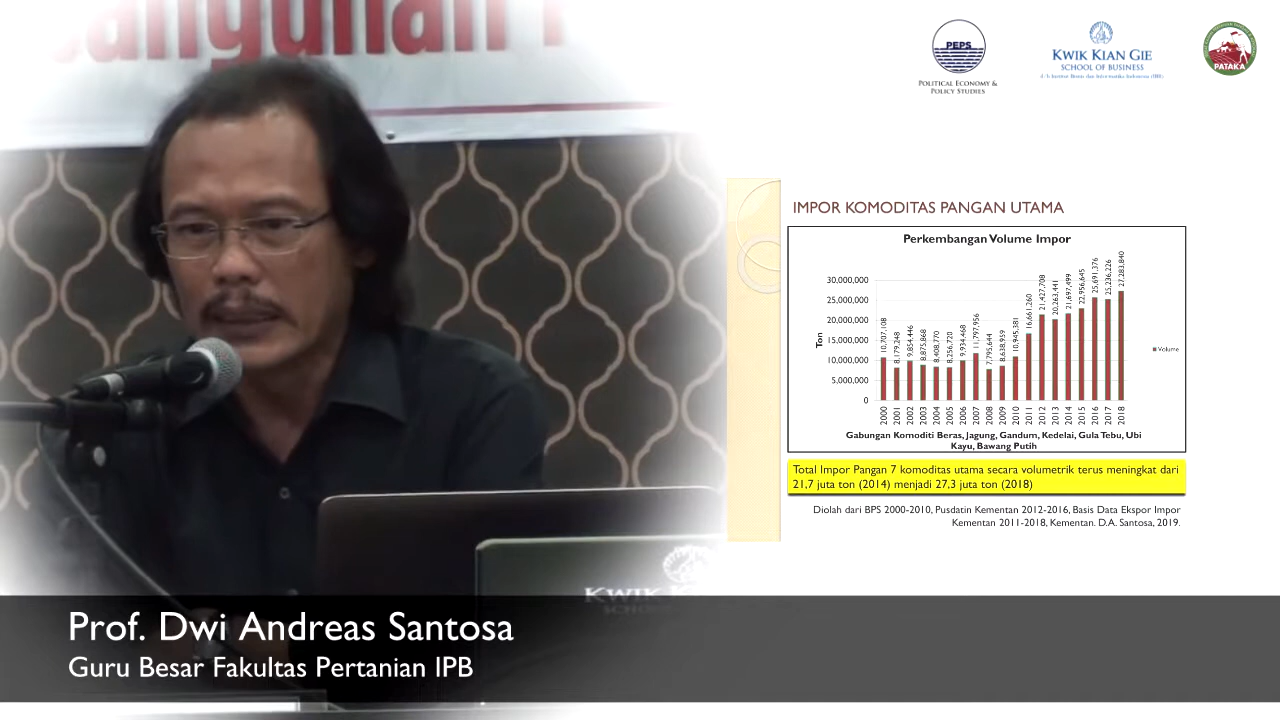 PEPS
POLITICAL ECONOMY &
POLICY STUDIES
KWIK KIAN GIE
SCHOOL OF BUSINESS
PATAKA
IMPOR KOMODITAS PANGAN UTAMA
Perkembangan Volume Impor
Ton
30,000,000
25,000,000
20,000,000
15,000,000
10,000,000
5,000,000
0
10,707,108
8,179,248
9,854,446
8,875,868
8,408,770
8,256,720
9,934,468
11,797,956
7,795,644
8,638,959
10,945,381
16,661,260
21,427,708
20,263,441
21,697,499
22,956,645
25,691,376
25,236,226
27,283,840
2000
2001
2002
2003
2004
2005
2006
2007
2008
2009
2010
2011
2012
2013
2014
2015
2016
2017
2018
Volume
Gabungan Komoditi Beras, Jagung, Gandum, Kedelai, Gula Tebu, Ubi
Kayu, Bawang Putih
Total Impor Pangan 7 komoditas utama secara volumetrik terus meningkat dari
21,7 juta ton (2014) menjadi 27,3 juta ton (2018)
Diolah dari BPS 2000-2010, Pusdatin Kementan 2012-2016, Basis Data Ekspor Impor
Kementan 2011-2018, Kementan. D.A. Santosa, 2019.
KWIK K
Prof. Dwi Andreas Santosa
Guru Besar Fakultas Pertanian IPB